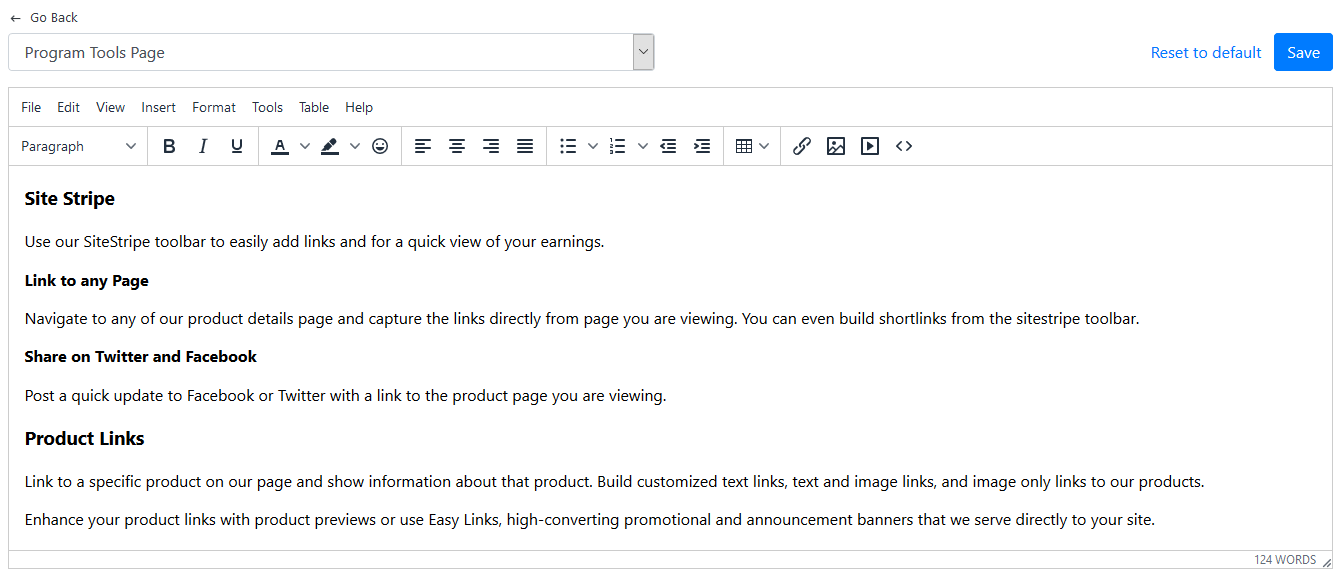 ← Go Back
Program Tools Page
Reset to default
Save
File Edit View Insert Format Tools Table Help
Paragraph B I U A
Site Stripe
Use our SiteStripe toolbar to easily add links and for a quick view of your earnings.
Link to any Page
Navigate to any of our product details page and capture the links directly from page you are viewing. You can even build shortlinks from the sitestripe toolbar.
Share on Twitter and Facebook
Post a quick update to Facebook or Twitter with a link to the product page you are viewing.
Product Links
Link to a specific product on our page and show information about that product. Build customized text links, text and image links, and image only links to our products.
Enhance your product links with product previews or use Easy Links, high-converting promotional and announcement banners that we serve directly to your site.
124 WORDS